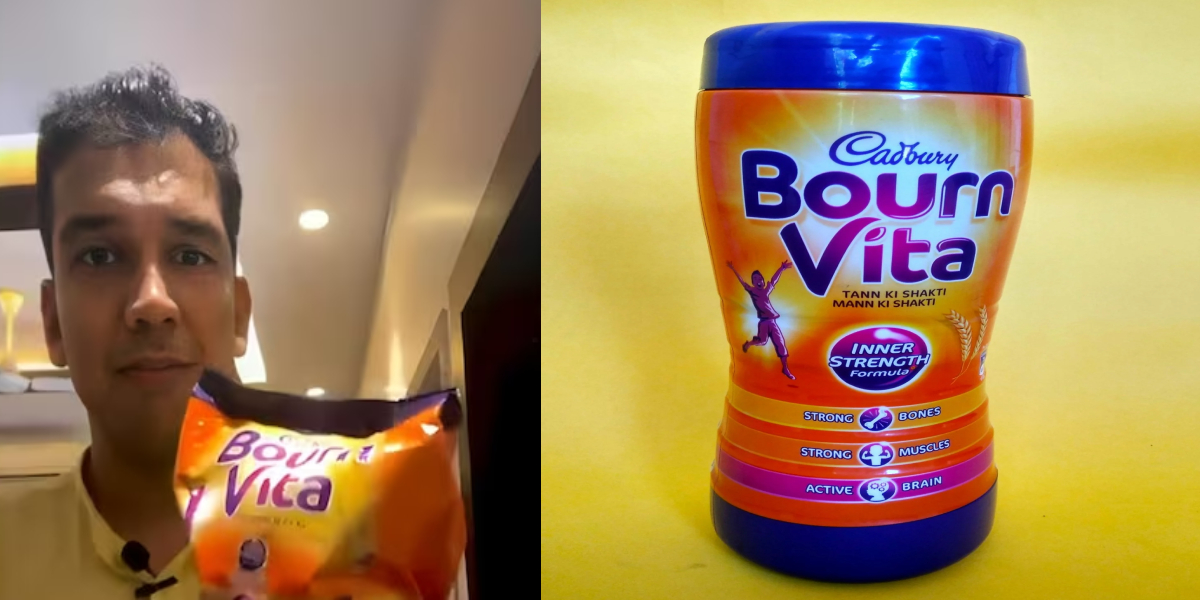 Bourn
Vita
Cadbury
Bourn
Vita
TANN KI SHAKTI
MANN KI SHAKTI
INNER
STRENGTH
Formula
STRONG BONES
STRONG MUSCLES
ACTIVE BRAIN